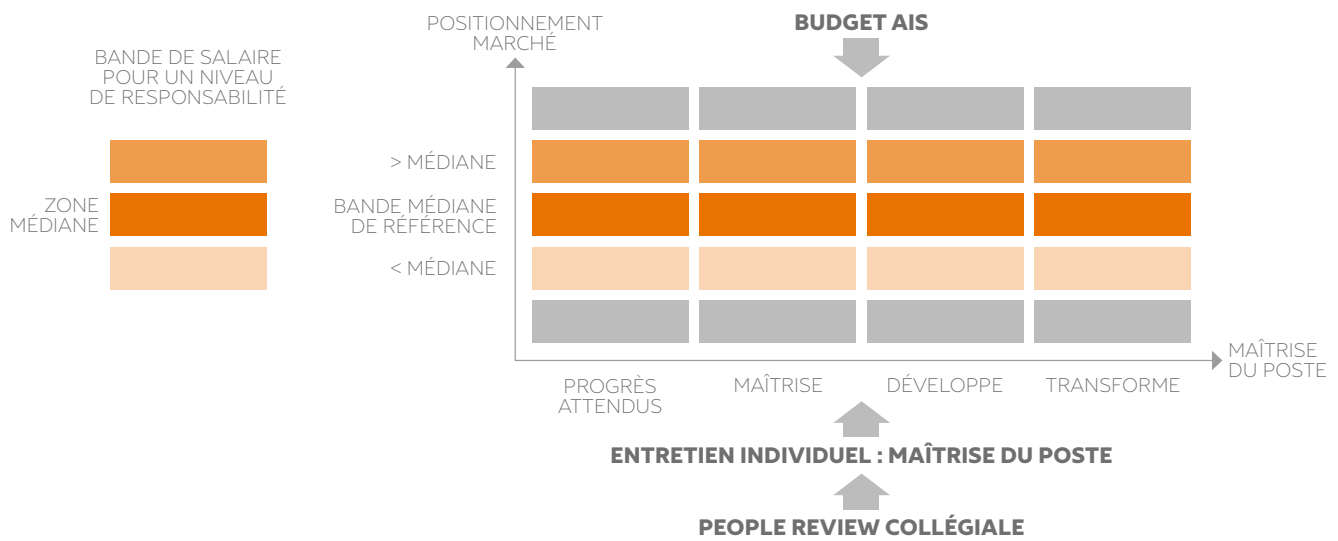 BANDE DE SALAIRE
POUR UN NIVEAU
DE RESPONSABILITÉ
ZONE
MÉDIANE
POSITIONNEMENT
MARCHÉ
BUDGET AIS
> MÉDIANE
BANDE MÉDIANE
DE RÉFÉRENCE
< MÉDIANE
MAÎTRISE
DU POSTE
PROGRÈS
ATTENDUS
MAÎTRISE
DÉVELOPPE
TRANSFORME
ENTRETIEN INDIVIDUEL : MAÎTRISE DU POSTE
PEOPLE REVIEW COLLÉGIALE